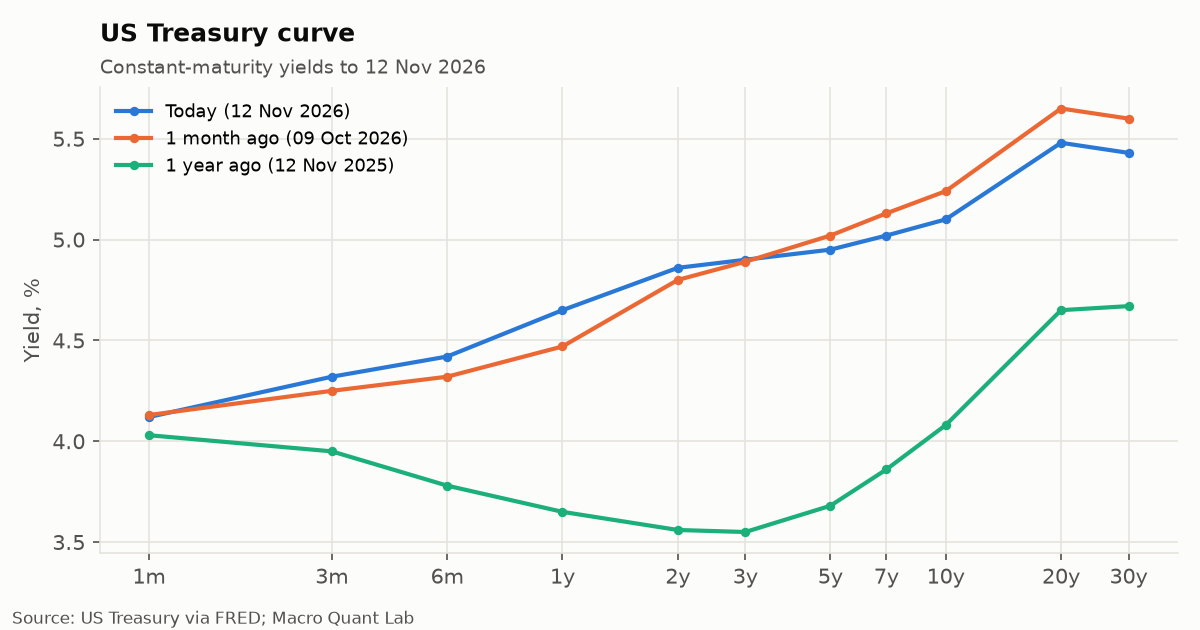 US Treasury curve
Constant-maturity yields to 12 Nov 2026
Today (12 Nov 2026)
1 month ago (09 Oct 2026)
1 year ago (12 Nov 2025)
Yield, %
5.5
5.0
4.5
4.0
3.5
1m 3m 6m 1y 2y 3y 5y 7y 10y 20y 30y
Source: US Treasury via FRED; Macro Quant Lab